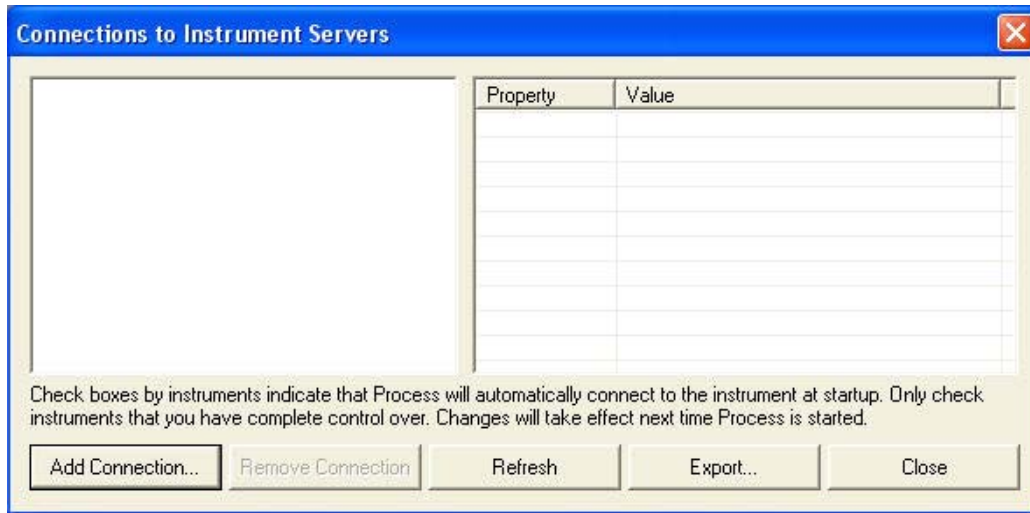 Connections to Instrument Servers
Property Value
Check boxes by instruments indicate that Process will automatically connect to the instrument at startup. Only check
instruments that you have complete control over. Changes will take effect next time Process is started.
Add Connection... Remove Connection Refresh Export... Close